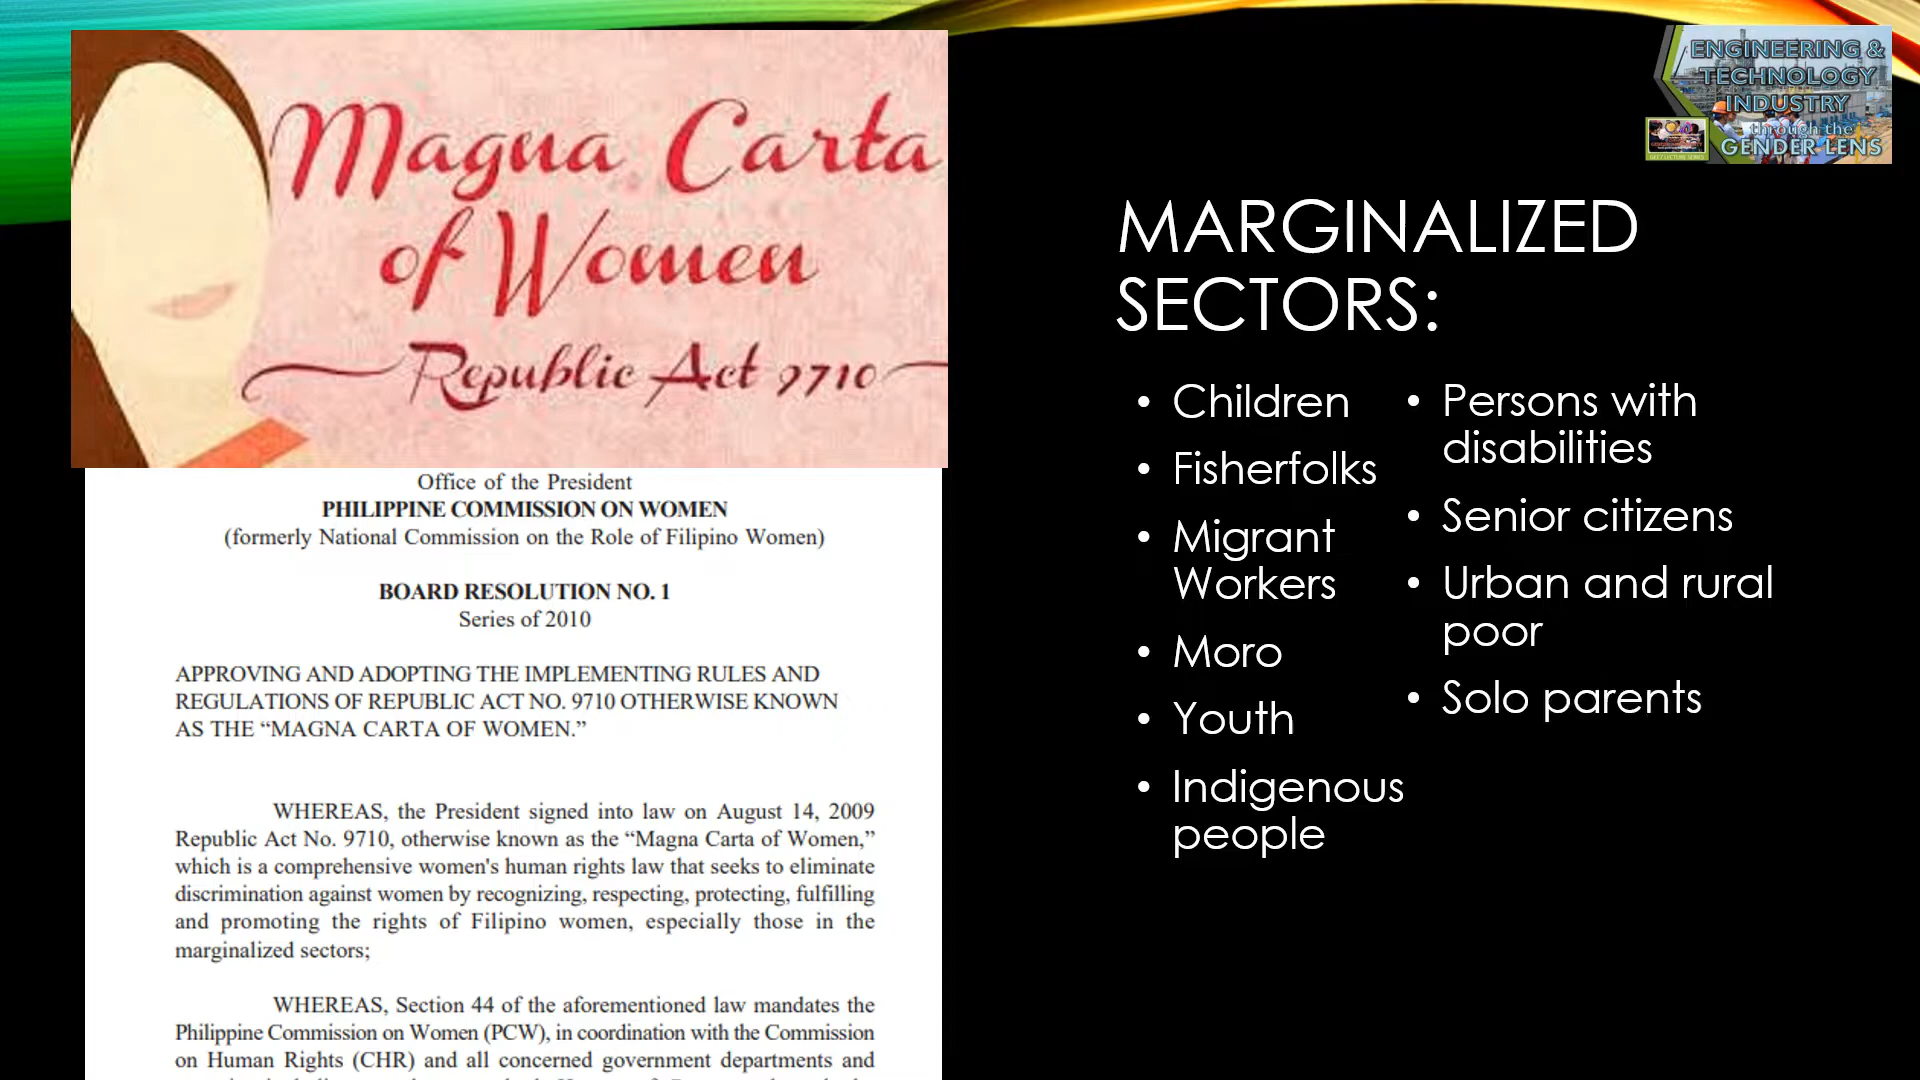 Magna Carta
of Women
Republic Act 9710
Office of the President
PHILIPPINE COMMISSION ON WOMEN
(formerly National Commission on the Role of Filipino Women)
BOARD RESOLUTION NO. 1
Series of 2010
APPROVING AND ADOPTING THE IMPLEMENTING RULES AND
REGULATIONS OF REPUBLIC ACT NO. 9710 OTHERWISE KNOWN
AS THE “MAGNA CARTA OF WOMEN.”
WHEREAS, the President signed into law on August 14, 2009
Republic Act No. 9710, otherwise known as the “Magna Carta of Women,”
which is a comprehensive women's human rights law that seeks to eliminate
discrimination against women by recognizing, respecting, protecting, fulfilling
and promoting the rights of Filipino women, especially those in the
marginalized sectors;
WHEREAS, Section 44 of the aforementioned law mandates the
Philippine Commission on Women (PCW), in coordination with the Commission
on Human Rights (CHR) and all concerned government departments and
ENGINEERING &
TECHNOLOGY
INDUSTRY
through the
GENDER LENS
MARGINALIZED
SECTORS:
• Children
• Fisherfolks
• Migrant
Workers
• Moro
• Youth
• Indigenous
people
• Persons with
disabilities
• Senior citizens
• Urban and rural
poor
• Solo parents